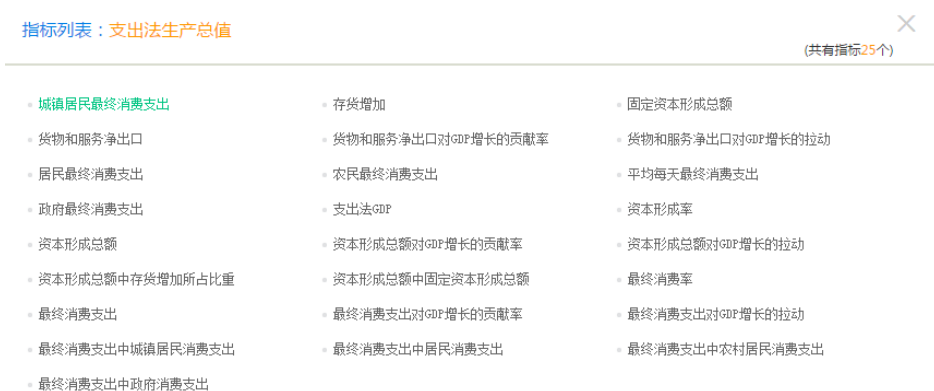 指标列表：支出法生产总值
(共有指标25个)
城镇居民最终消费支出 存货增加 固定资本形成总额
货物和服务净出口 货物和服务净出口对GDP增长的贡献率 货物和服务净出口对GDP增长的拉动
居民最终消费支出 农民最终消费支出 平均每天最终消费支出
政府最终消费支出 支出法GDP 资本形成率
资本形成总额 资本形成总额对GDP增长的贡献率 资本形成总额对GDP增长的拉动
资本形成总额中存货增加所占比重 资本形成总额中固定资本形成总额 最终消费率
最终消费支出 最终消费支出对GDP增长的贡献率 最终消费支出对GDP增长的拉动
最终消费支出中城镇居民消费支出 最终消费支出中居民消费支出 最终消费支出中农村居民消费支出
最终消费支出中政府消费支出